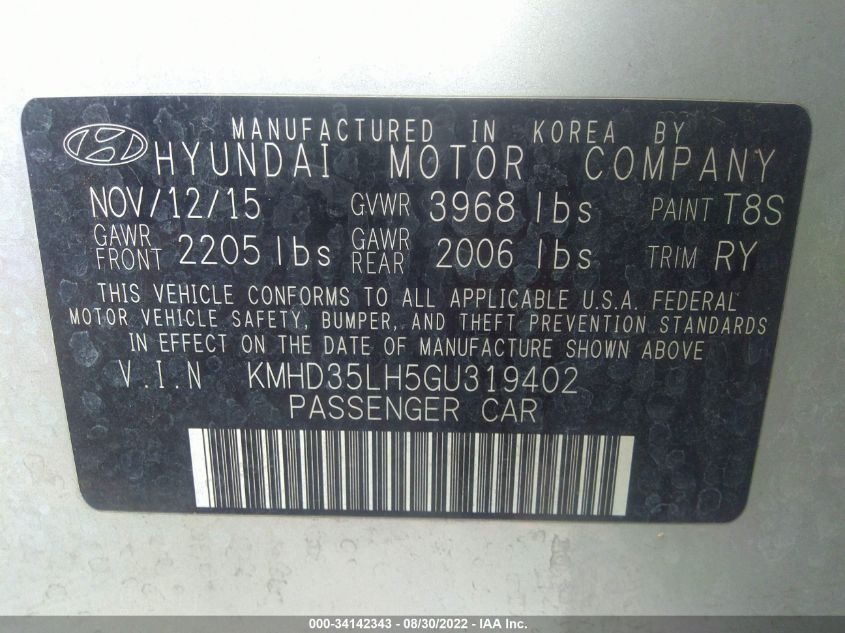 MANUFACTURED IN KOREA BY
HYUNDAI MOTOR COMPANY
NOV/12/15 GVWR 3968 lbs PAINT T8S
GAWR FRONT 2205 lbs GAWR REAR 2006 lbs TRIM RY
THIS VEHICLE CONFORMS TO ALL APPLICABLE U.S.A. FEDERAL
MOTOR VEHICLE SAFETY, BUMPER, AND THEFT PREVENTION STANDARDS
IN EFFECT ON THE DATE OF MANUFACTURE SHOWN ABOVE
V.I.N KMHD35LH5GU319402
PASSENGER CAR
000-34142343 - 08/30/2022 - IAA Inc.